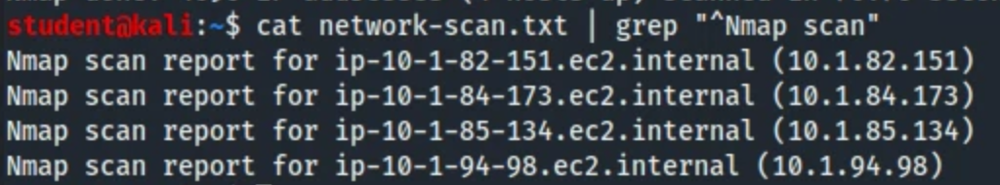 student@kali:~$ cat network-scan.txt | grep "^Nmap scan"
Nmap scan report for ip-10-1-82-151.ec2.internal (10.1.82.151)
Nmap scan report for ip-10-1-84-173.ec2.internal (10.1.84.173)
Nmap scan report for ip-10-1-85-134.ec2.internal (10.1.85.134)
Nmap scan report for ip-10-1-94-98.ec2.internal (10.1.94.98)